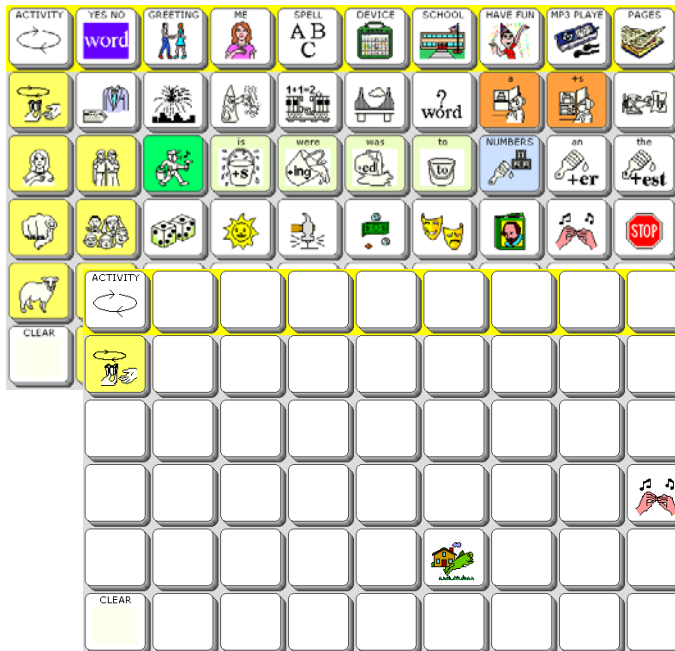 ACTIVITY YES NO GREETING ME SPELL DEVICE SCHOOL HAVE FUN MP3 PLAYE PAGES
word A B
C
1+1=2 ? word a +s
is +s were +ing was +ed to to NUMBERS an +er the +est
STOP
CLEAR
ACTIVITY
CLEAR